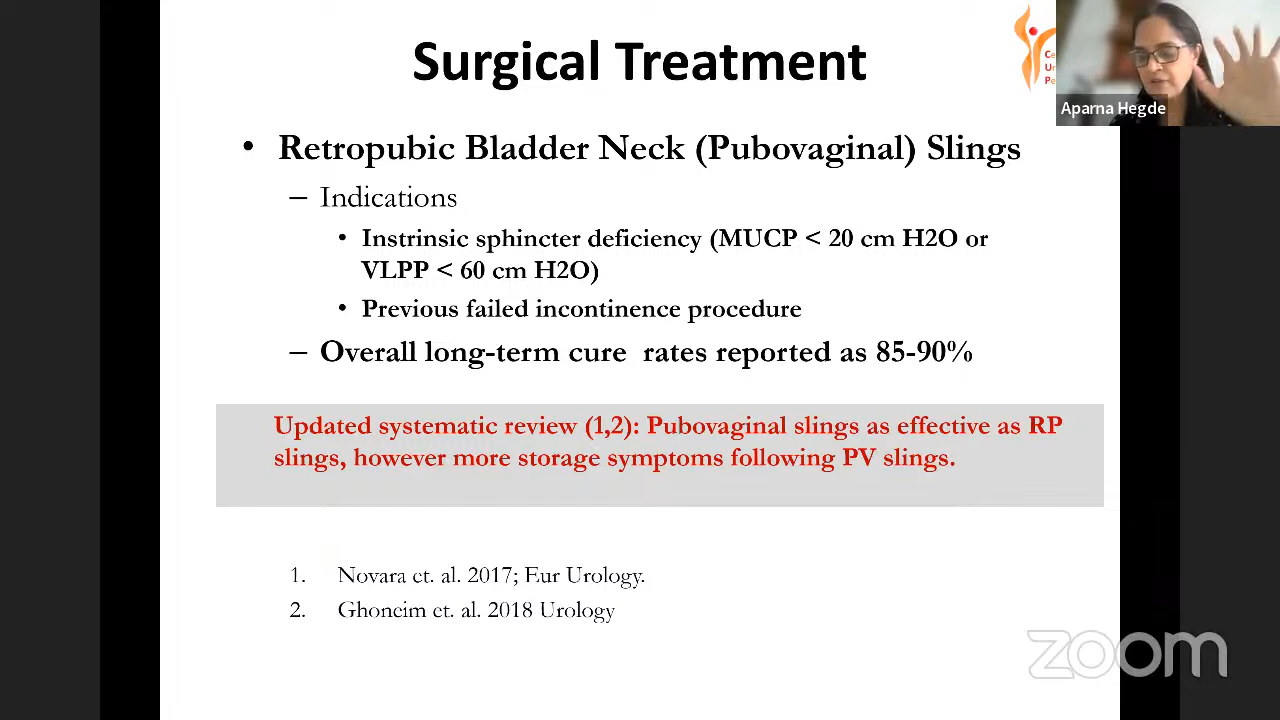 Surgical Treatment
Ce
U
Pe
Aparna Hegde
• Retropubic Bladder Neck (Pubovaginal) Slings
– Indications
• Instrinsic sphincter deficiency (MUCP < 20 cm H2O or
VLPP < 60 cm H2O)
• Previous failed incontinence procedure
– Overall long-term cure rates reported as 85-90%
Updated systematic review (1,2): Pubovaginal slings as effective as RP
slings, however more storage symptoms following PV slings.
1. Novara et. al. 2017; Eur Urology.
2. Ghoneim et. al. 2018 Urology
zoom